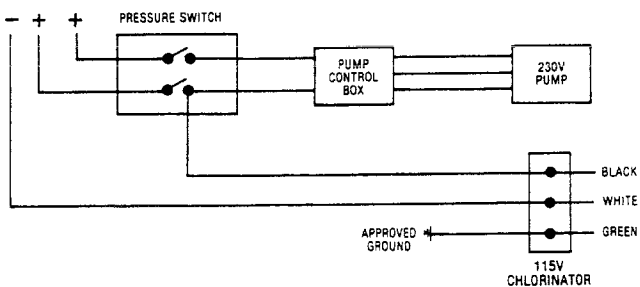 − + +
PRESSURE SWITCH
PUMP
CONTROL
BOX
230V
PUMP
BLACK
WHITE
GREEN
APPROVED
GROUND
115V
CHLORINATOR